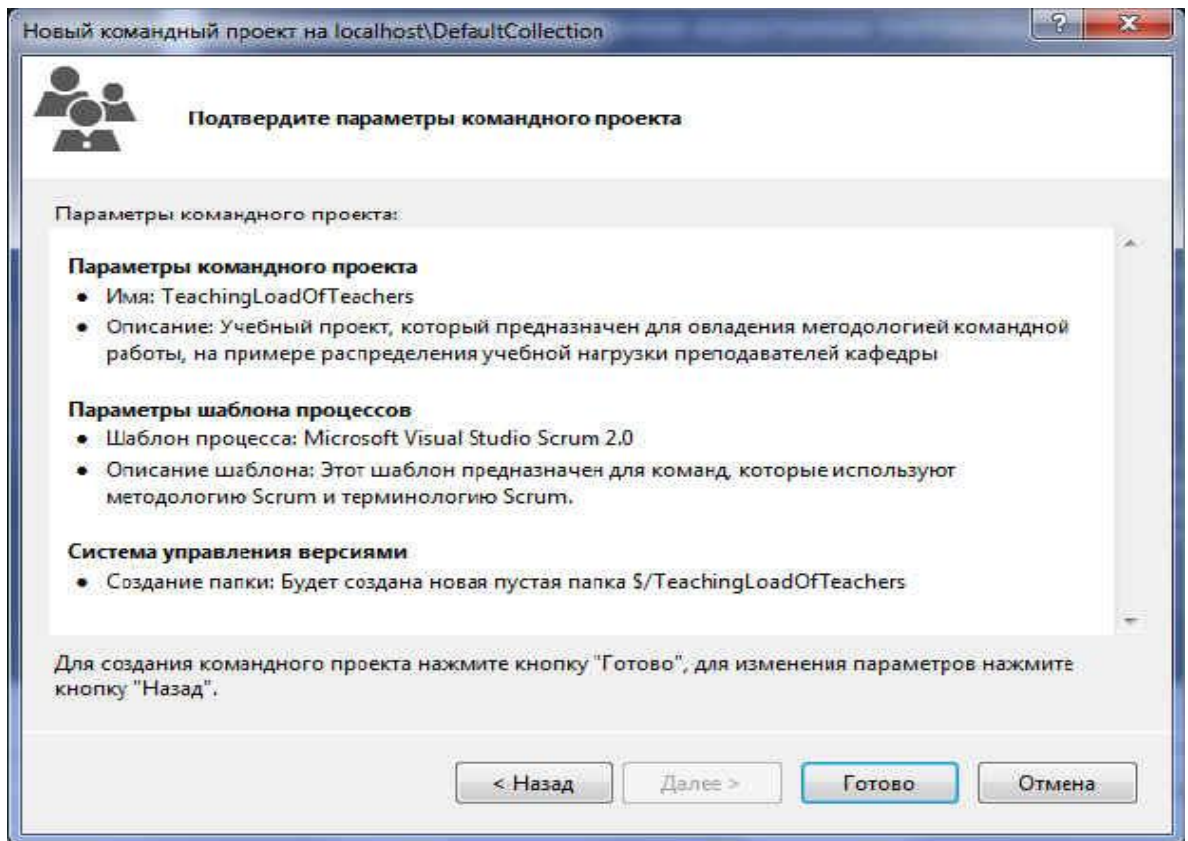 Новый командный проект на localhost\DefaultCollection
Подтвердите параметры командного проекта
Параметры командного проекта:
Параметры командного проекта
• Имя: TeachingLoadOfTeachers
• Описание: Учебный проект, который предназначен для овладения методологией командной
работы, на примере распределения учебной нагрузки преподавателей кафедры
Параметры шаблона процессов
• Шаблон процесса: Microsoft Visual Studio Scrum 2.0
• Описание шаблона: Этот шаблон предназначен для команд, которые используют
методологию Scrum и терминологию Scrum.
Система управления версиями
• Создание папки: Будет создана новая пустая папка $/TeachingLoadOfTeachers
Для создания командного проекта нажмите кнопку "Готово", для изменения параметров нажмите
кнопку "Назад".
< Назад
Далее >
Готово
Отмена